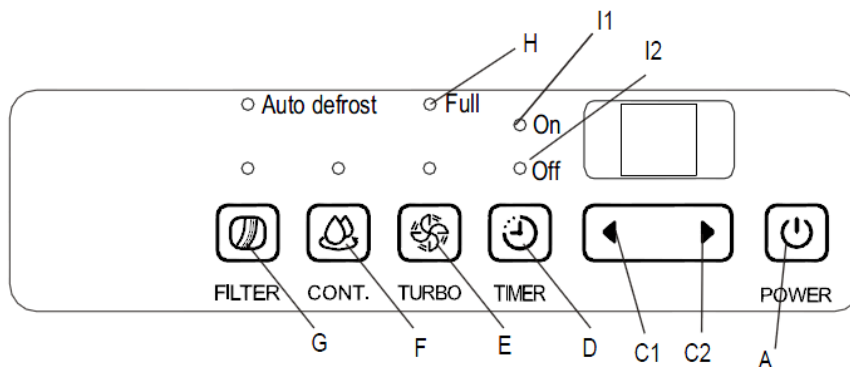 H
I1
I2
Auto defrost
Full
On
Off
FILTER
CONT.
TURBO
TIMER
POWER
G
F
E
D
C1
C2
A